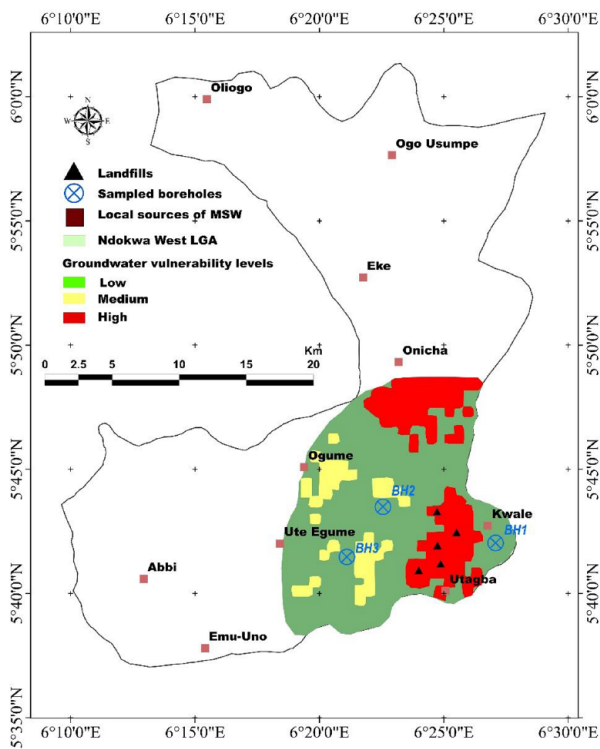 6°10'0"E 6°15'0"E 6°20'0"E 6°25'0"E 6°30'0"E
6°0'0"N
5°55'0"N
5°50'0"N
5°45'0"N
5°40'0"N
5°35'0"N
N
W E
S
Oliogo
Ogo Usumpe
Landfills
Sampled boreholes
Local sources of MSW
Ndokwa West LGA
Groundwater vulnerability levels
Low
Medium
High
Eke
Onicha
Km
0 2.5 5 10 15 20
Ogume
BH2
Kwale
BH1
Ute Egume
BH3
Abbi
Utagba
Emu-Uno
6°0'0"N
5°55'0"N
5°50'0"N
5°45'0"N
5°40'0"N
5°35'0"N
6°10'0"E 6°15'0"E 6°20'0"E 6°25'0"E 6°30'0"E